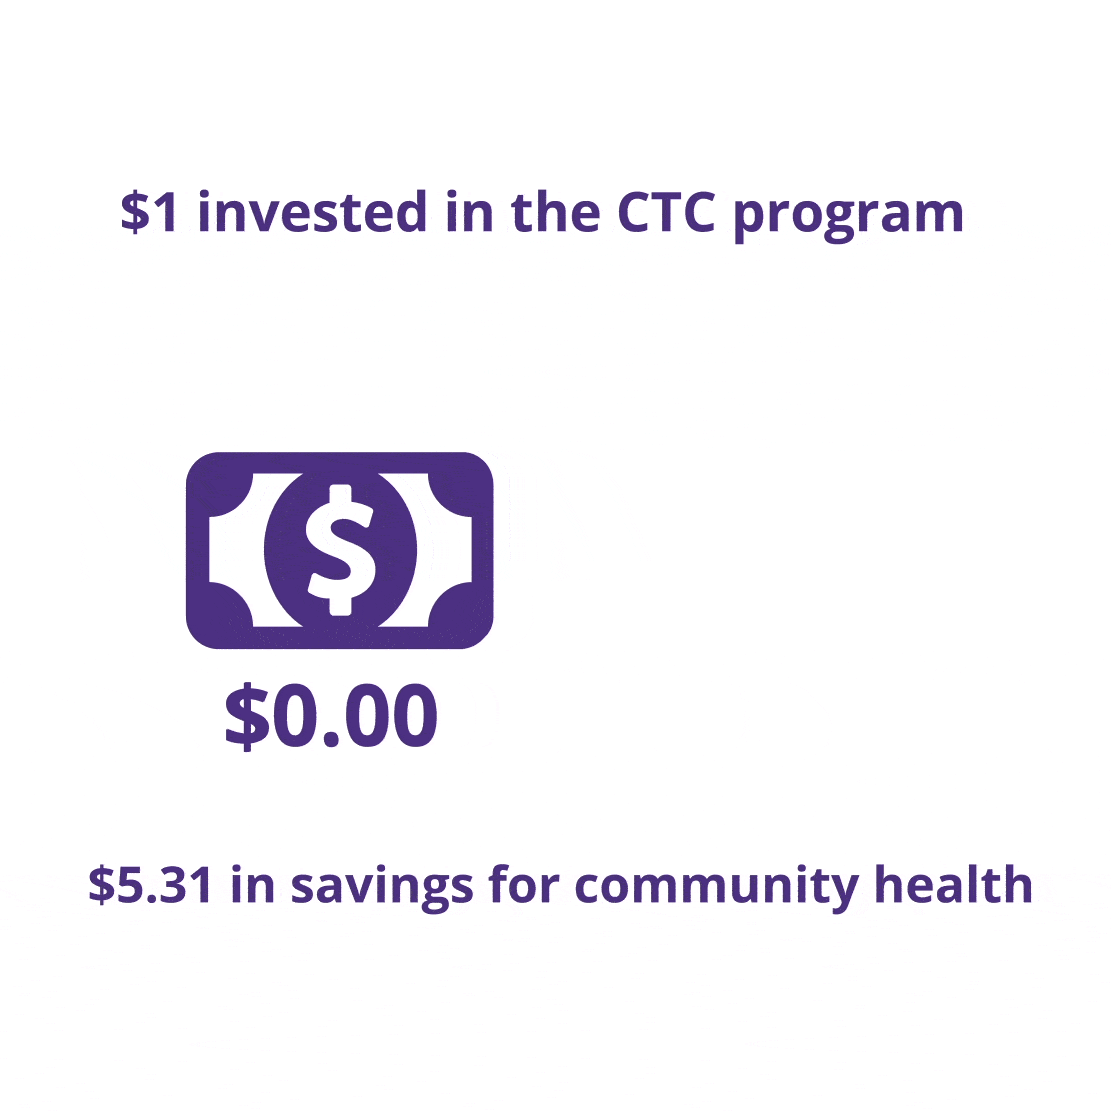 $1 invested in the CTC program
$
$0.00
$5.31 in savings for community health